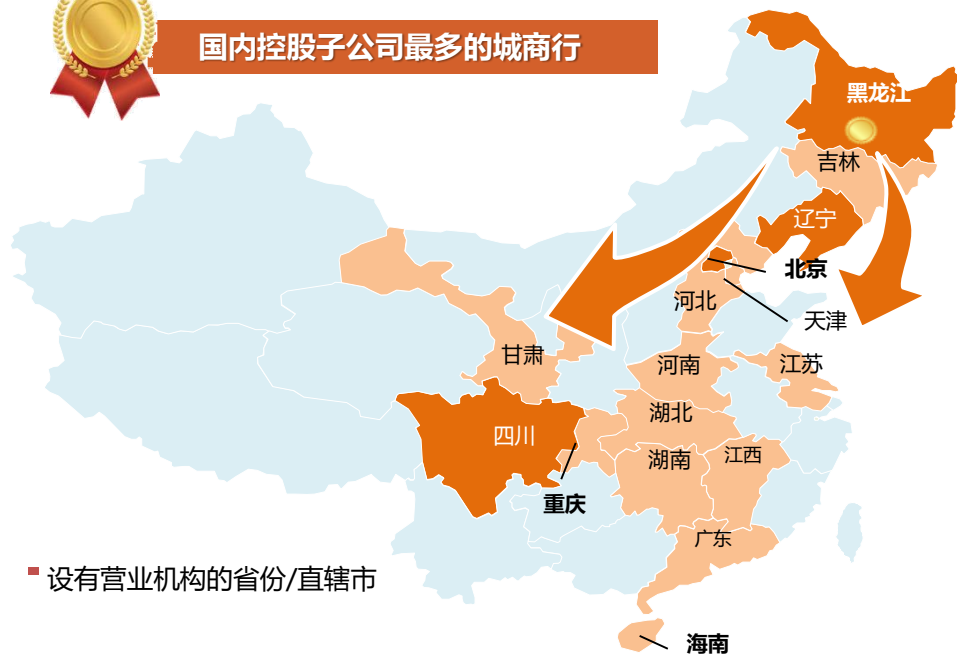 国内控股子公司最多的城商行
黑龙江
吉林
辽宁
北京
河北
天津
甘肃
河南
江苏
湖北
四川
湖南
江西
重庆
广东
设有营业机构的省份/直辖市
海南